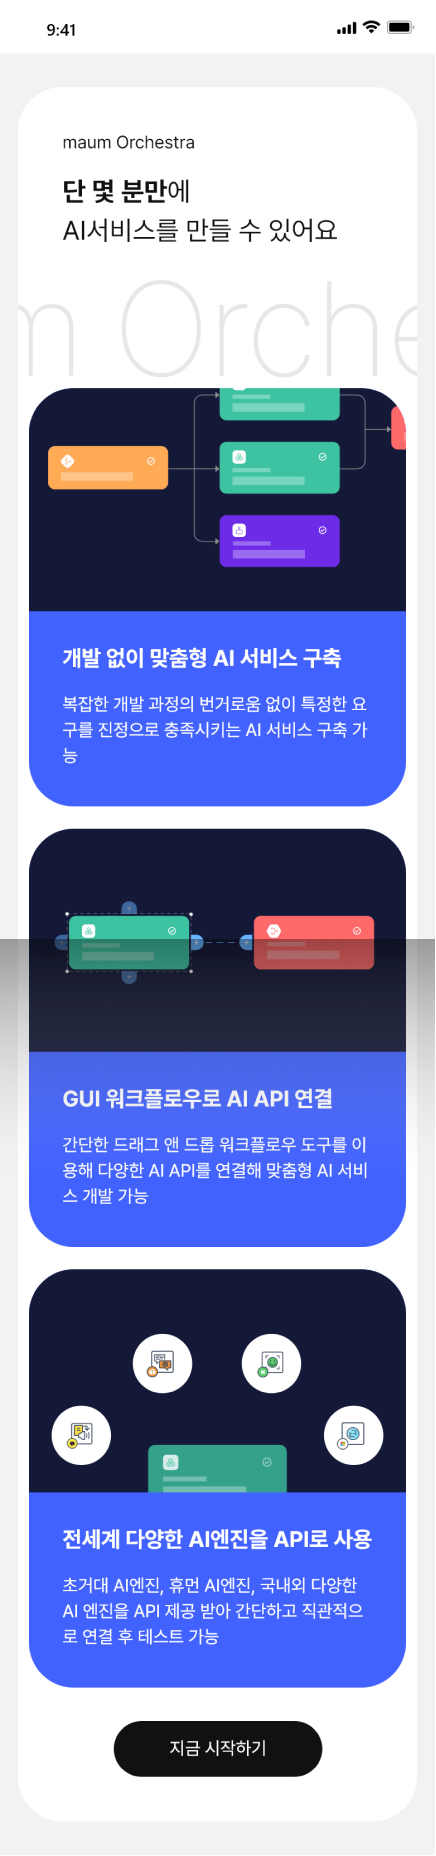 9:41
maum Orchestra
단 몇 분만에
AI서비스를 만들 수 있어요
m Orche
개발 없이 맞춤형 AI 서비스 구축
복잡한 개발 과정의 번거로움 없이 특정한 요
구를 진정으로 충족시키는 AI 서비스 구축 가
능
GUI 워크플로우로 AI API 연결
간단한 드래그 앤 드롭 워크플로우 도구를 이
용해 다양한 AI API를 연결해 맞춤형 AI 서비
스 개발 가능
전세계 다양한 AI엔진을 API로 사용
초거대 AI엔진, 휴먼 AI엔진, 국내외 다양한
AI 엔진을 API 제공 받아 간단하고 직관적으
로 연결 후 테스트 가능
지금 시작하기